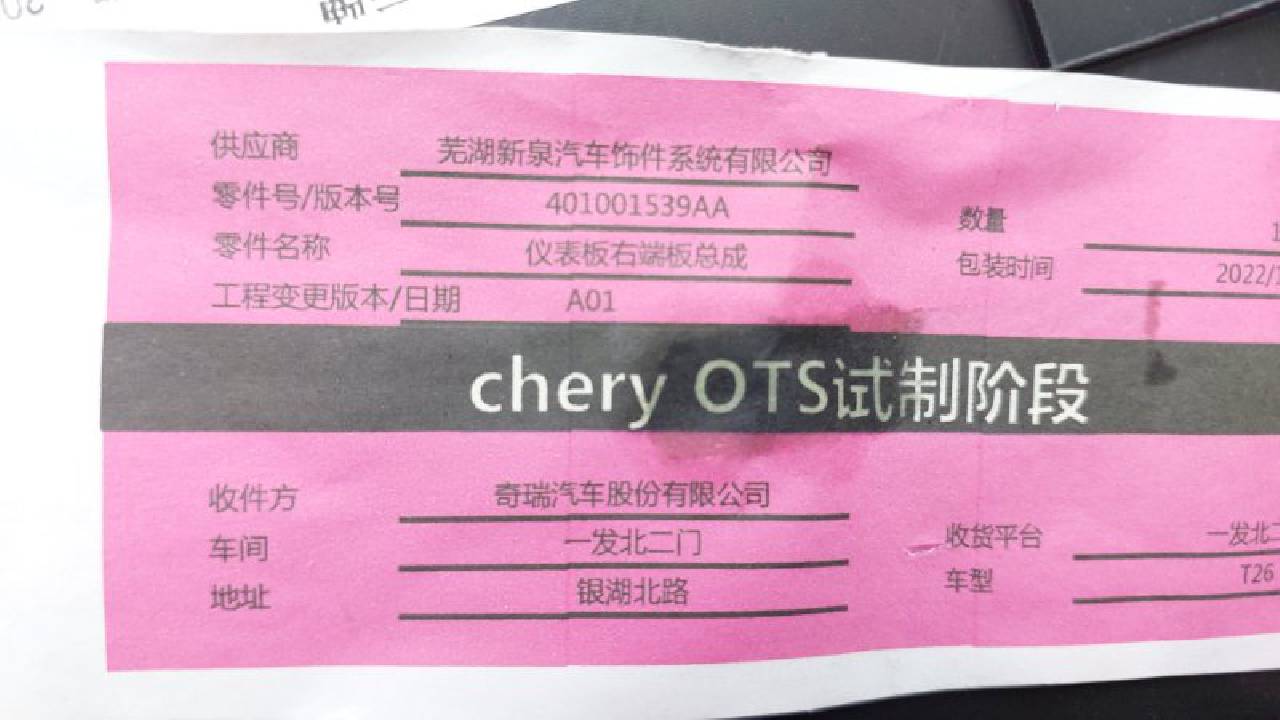 供应商 芜湖新泉汽车饰件系统有限公司
零件号/版本号 401001539AA
数量 1
零件名称 仪表板右端板总成
包装时间 2022/1
工程变更版本/日期 A01
chery OTS试制阶段
收件方 奇瑞汽车股份有限公司
车间 一发北二门
收货平台 一发北二
地址 银湖北路
车型 T26